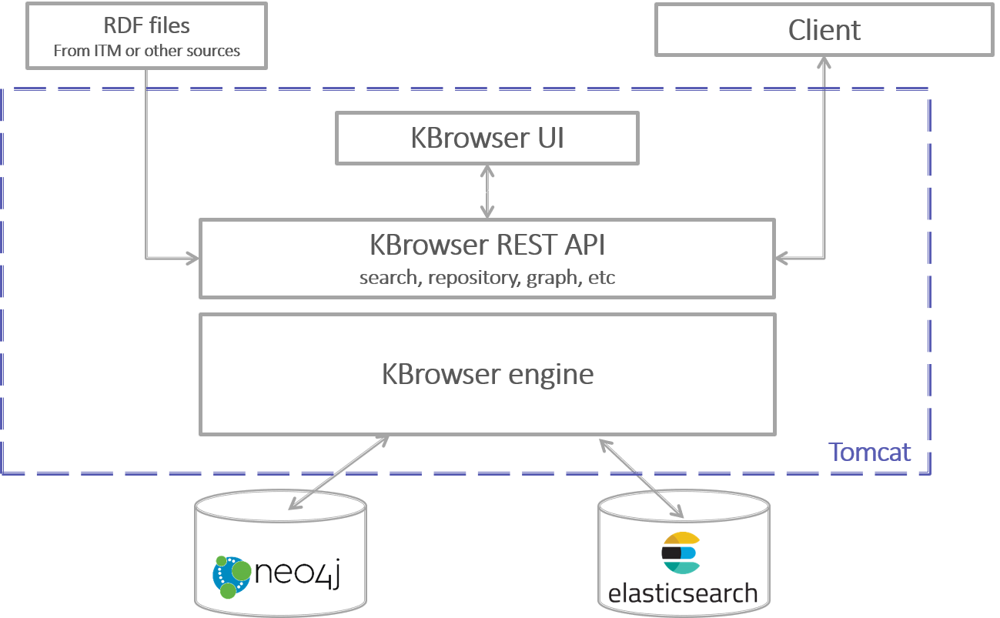 RDF files
From ITM or other sources
Client
KBrowser UI
KBrowser REST API
search, repository, graph, etc
KBrowser engine
Tomcat
neo4j
elasticsearch